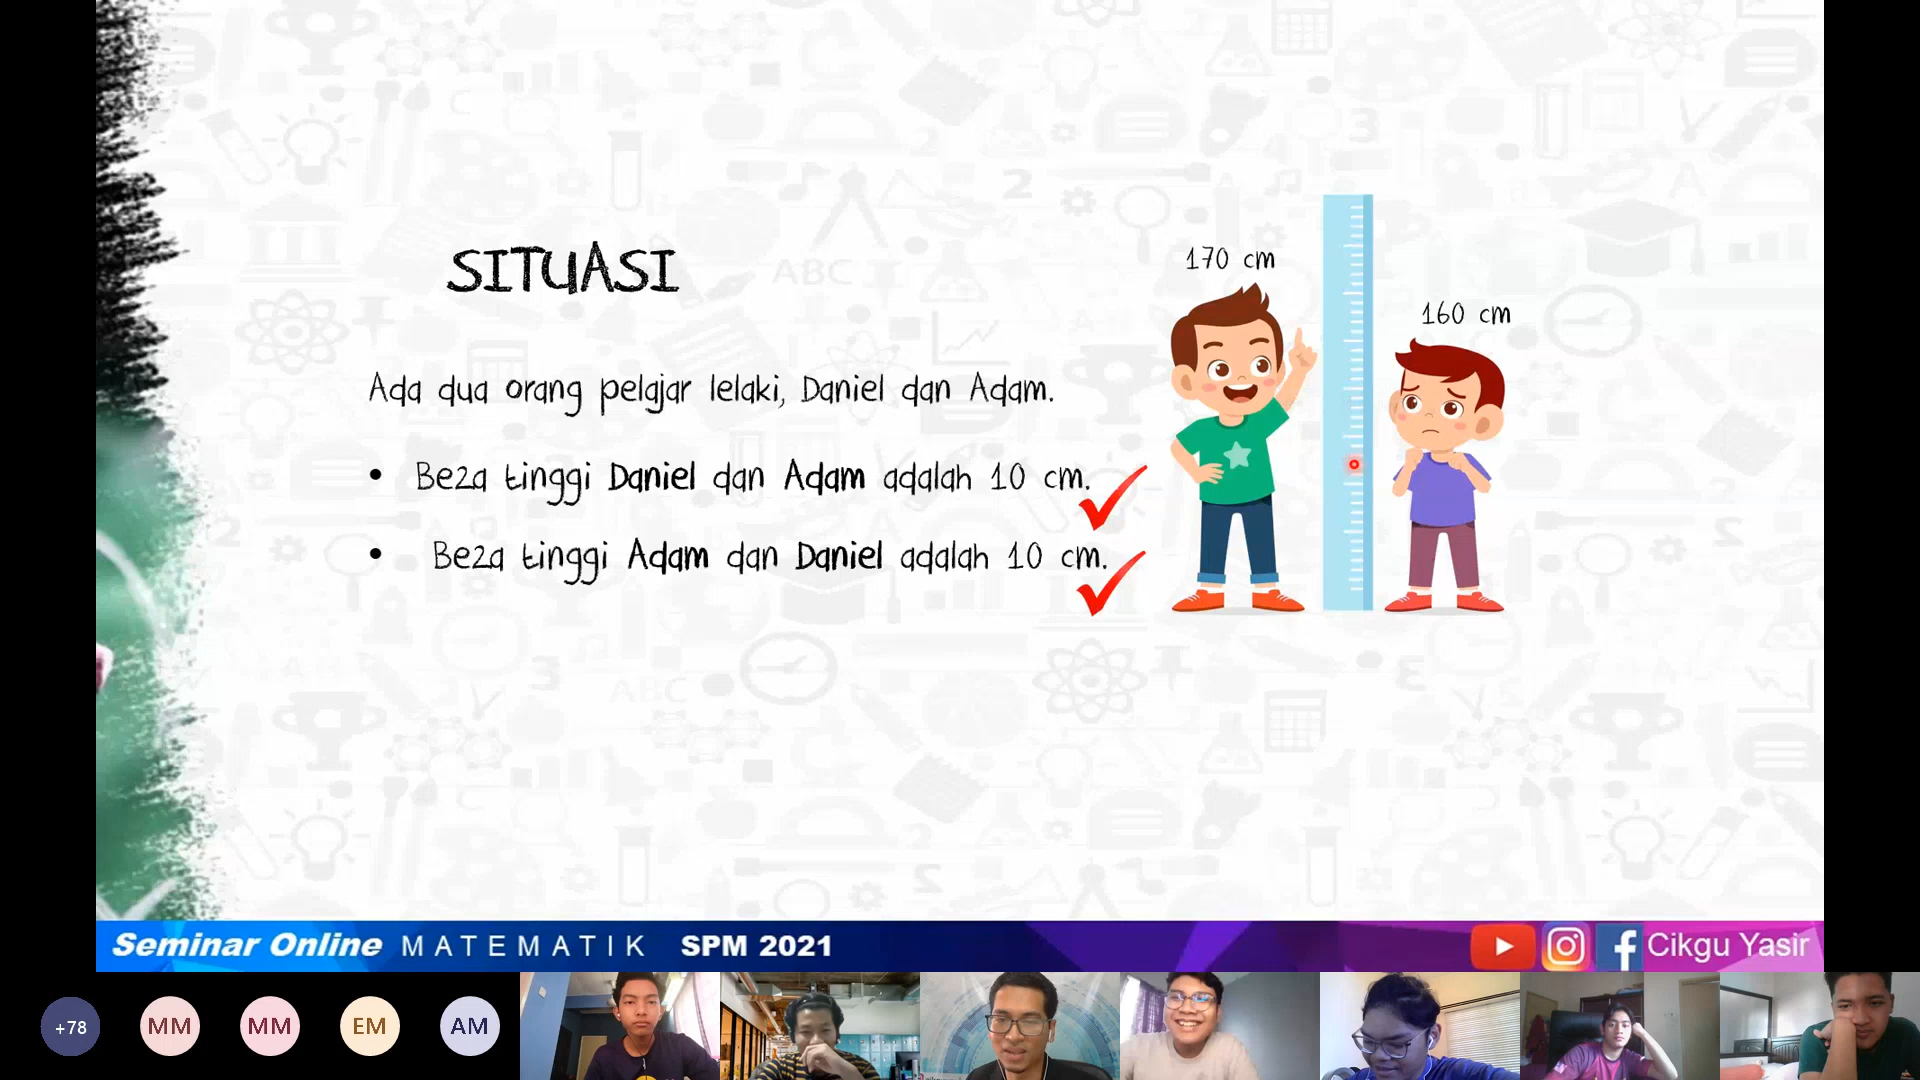 SITUASI
170 cm
160 cm
Ada dua orang pelajar lelaki, Daniel dan Adam.
• Beza tinggi Daniel dan Adam adalah 10 cm.
• Beza tinggi Adam dan Daniel adalah 10 cm.
Seminar Online MATEMATIK SPM 2021
Cikgu Yasir
+78
MM
MM
EM
AM